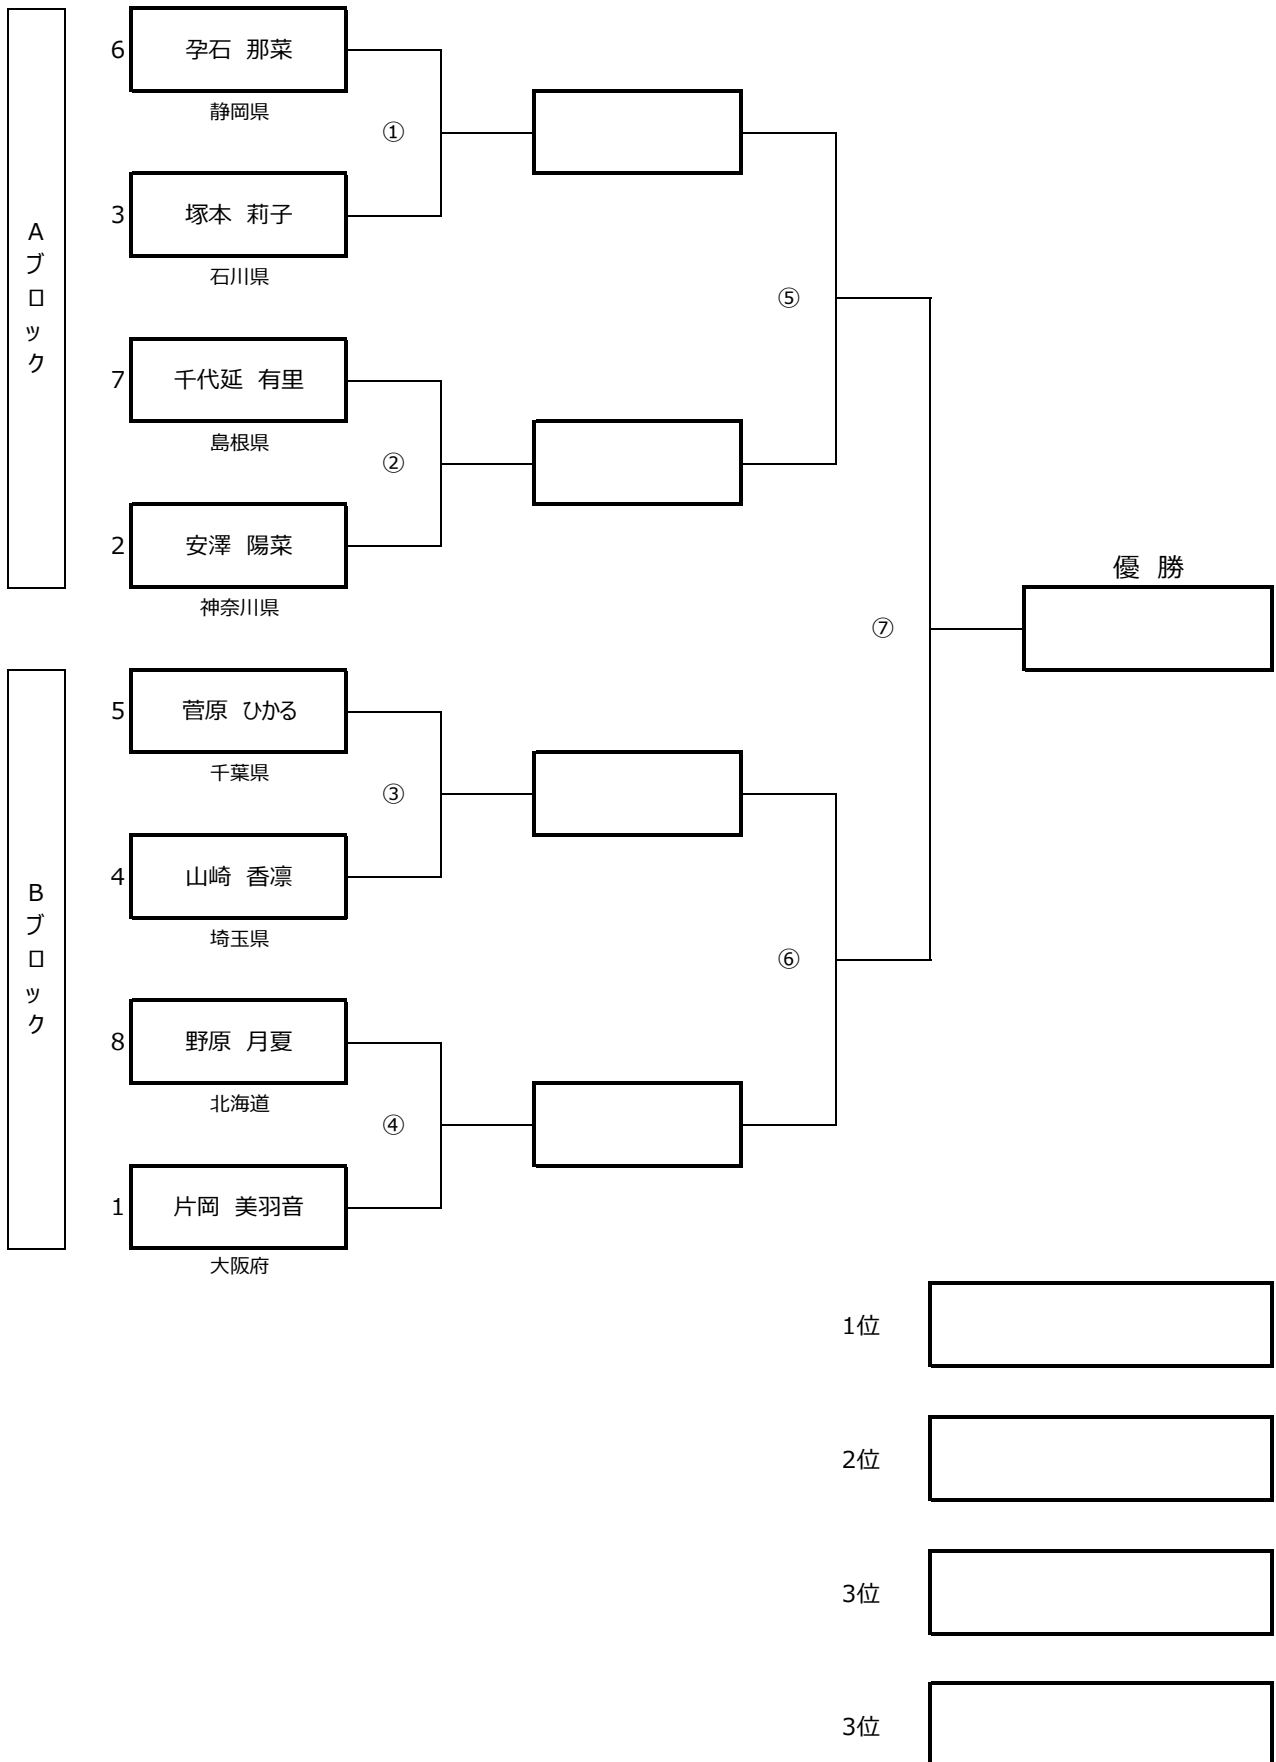 Aブロック
6 孕石 那菜
静岡県
①
3 塚本 莉子
石川県
⑤
7 千代延 有里
島根県
②
2 安澤 陽菜
神奈川県
優 勝
⑦
Bブロック
5 菅原 ひかる
千葉県
③
4 山崎 香凛
埼玉県
⑥
8 野原 月夏
北海道
④
1 片岡 美羽音
大阪府
1位
2位
3位
3位